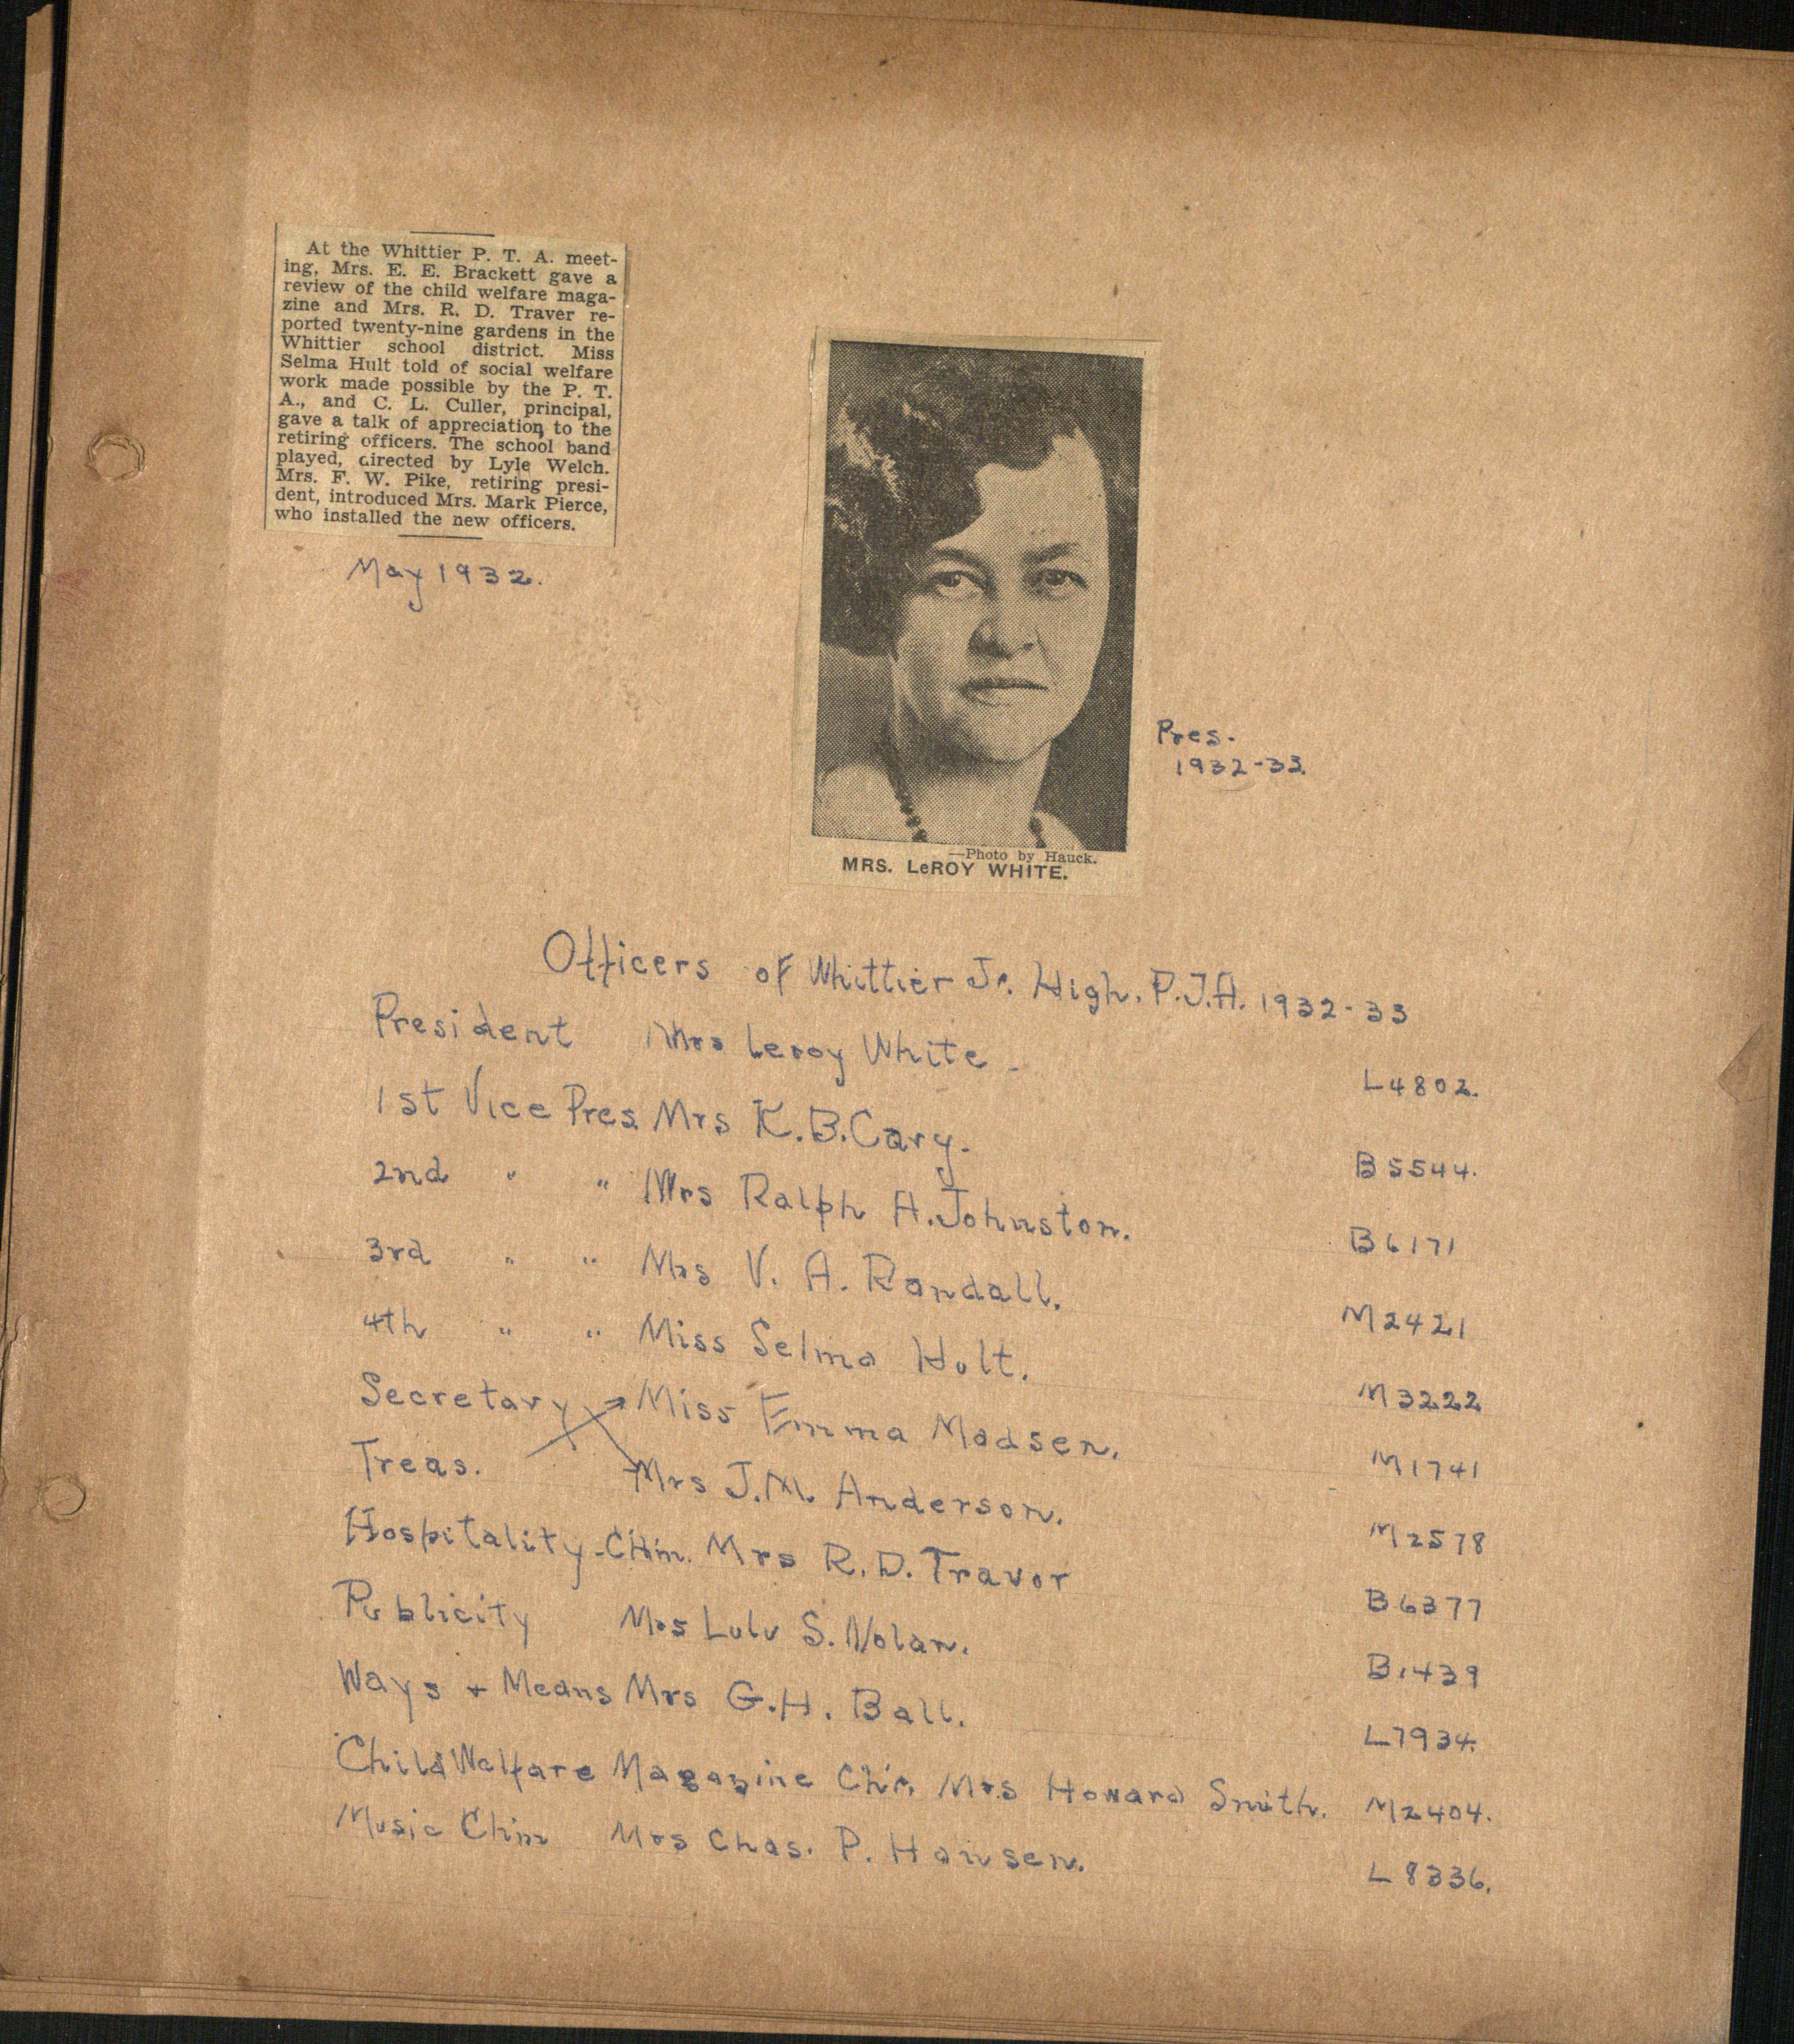 At the Whittier P. T. A. meet-
ing, Mrs. E. E. Brackett gave a
review of the child welfare maga-
zine and Mrs. R. D. Traver re-
ported twenty-nine gardens in the
Whittier school district. Miss
Selma Hult told of social welfare
work made possible by the P. T.
A., and C. L. Culler, principal,
gave a talk of appreciation to the
retiring officers. The school band
played, directed by Lyle Welch.
Mrs. F. W. Pike, retiring presi-
dent, introduced Mrs. Mark Pierce,
who installed the new officers.
May 1932.
Pres.
1932-33.
—Photo by Hauck.
MRS. LeROY WHITE.
Officers of Whittier Jr. High. P.T.A. 1932-33
President Mrs Leroy White - L4802.
1st Vice Pres. Mrs K.B. Cary. B5544.
2nd " " Mrs Ralph A. Johnston. B6171
3rd " " Mrs V. A. Randall. M2421
4th " " Miss Selma Hult. M3222
Secretary Miss Emma Madsen. M1741
Treas. Mrs J.M. Anderson. M2578
Hospitality-Chm. Mrs R.D. Travor B6377
Publicity Mrs Lulu S. Nolan. B1439
Ways + Means Mrs G.H. Ball. L7934.
Child Welfare Magazine Chr. Mrs Howard Smith. M2404.
Music Chm Mrs Chas. P. Hansen. L8336.